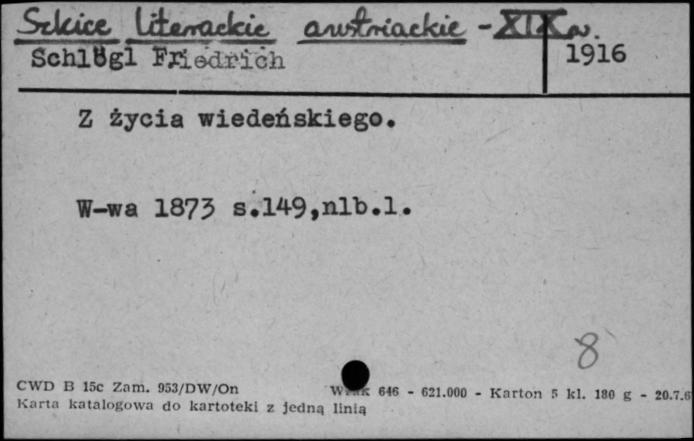 Szkice literackie austriackie - XIX w.
Schlögl Friedrich
1916
Z życia wiedeńskiego.
W-wa 1873 s.149,nlb.1.
8
CWD B 15c Zam. 953/DW/On
646 - 621.000 - Karton 5 kl. 180 g - 20.7.6
Karta katalogowa do kartoteki z jedną linią